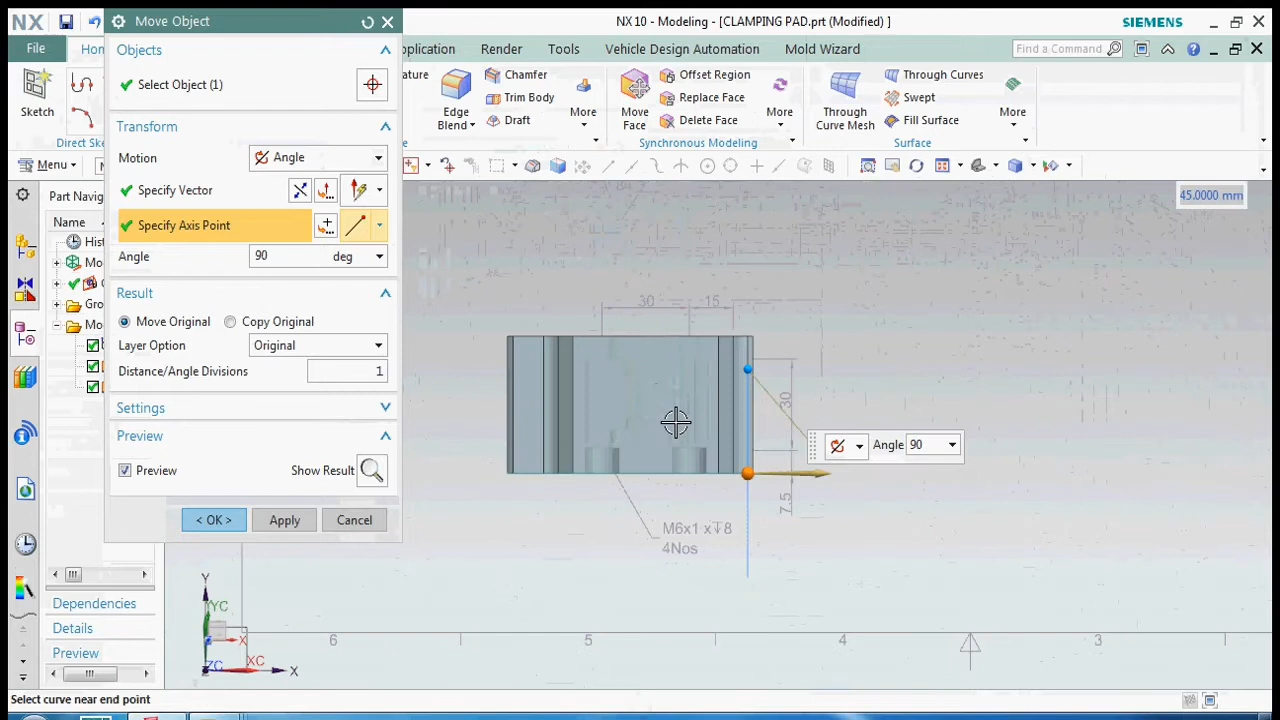 NX
Move Object
NX 10 - Modeling - [CLAMPING PAD.prt (Modified) ]
SIEMENS
File
Render
Tools
Vehicle Design Automation
Mold Wizard
Find a Command
Sketch
Chamfer
Trim Body
Draft
Edge
Blend
More
Move
Face
Offset Region
Replace Face
Delete Face
More
Through
Curve Mesh
Through Curves
Swept
Fill Surface
More
Synchronous Modeling
Surface
Menu
Objects
Select Object (1)
Transform
Motion
Angle
Specify Vector
Specify Axis Point
Angle
90
deg
Result
Move Original
Copy Original
Layer Option
Original
Distance/Angle Divisions
1
Settings
Preview
Preview
Show Result
< OK >
Apply
Cancel
Name
Dependencies
Details
Preview
45.0000 mm
30
15
30
7.5
Angle 90
M6x1 x↧8
4Nos
6
5
4
3
Y
YC
X
XC
X
ZC
Select curve near end point